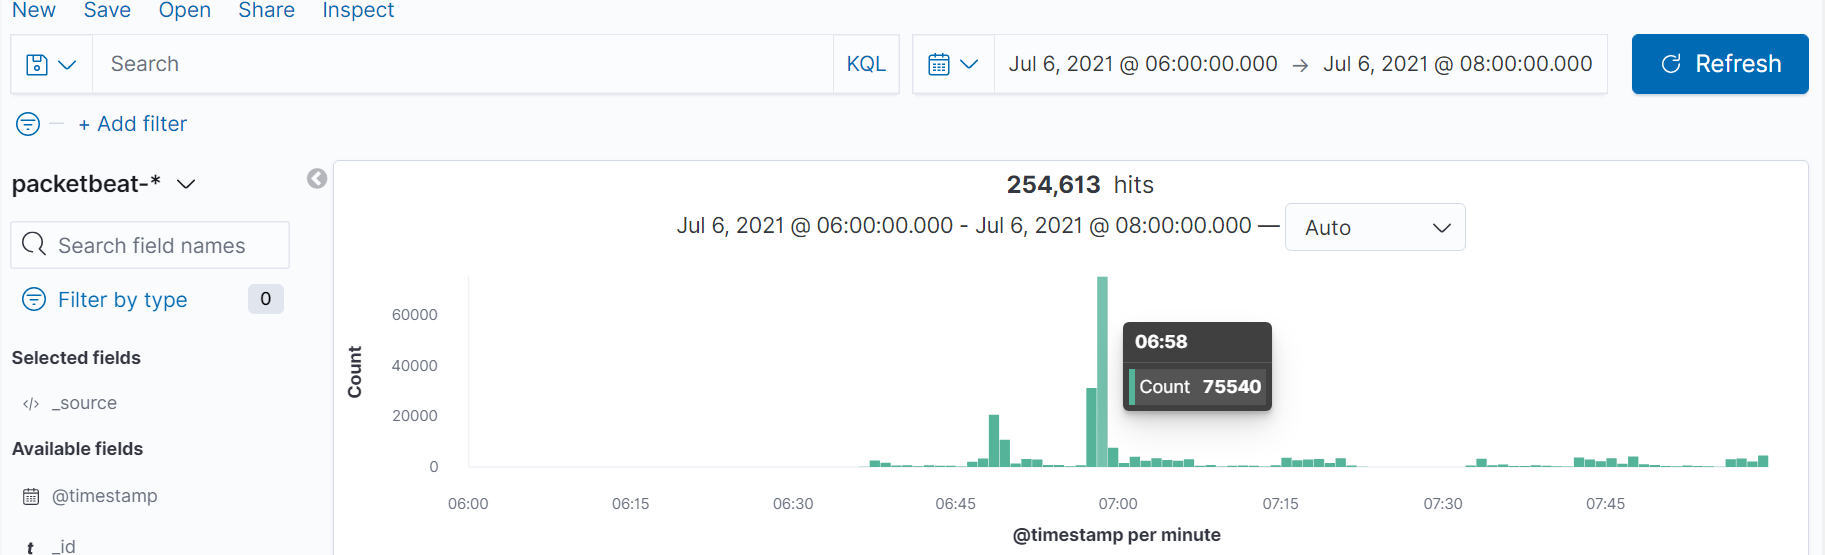 New Save Open Share Inspect
Search KQL Jul 6, 2021 @ 06:00:00.000 → Jul 6, 2021 @ 08:00:00.000 Refresh
+ Add filter
packetbeat-*
254,613 hits
Jul 6, 2021 @ 06:00:00.000 - Jul 6, 2021 @ 08:00:00.000 — Auto
Search field names
Filter by type 0
Selected fields
</> _source
Available fields
@timestamp
t _id
Count
60000
40000
20000
0
06:58
Count 75540
06:00 06:15 06:30 06:45 07:00 07:15 07:30 07:45
@timestamp per minute